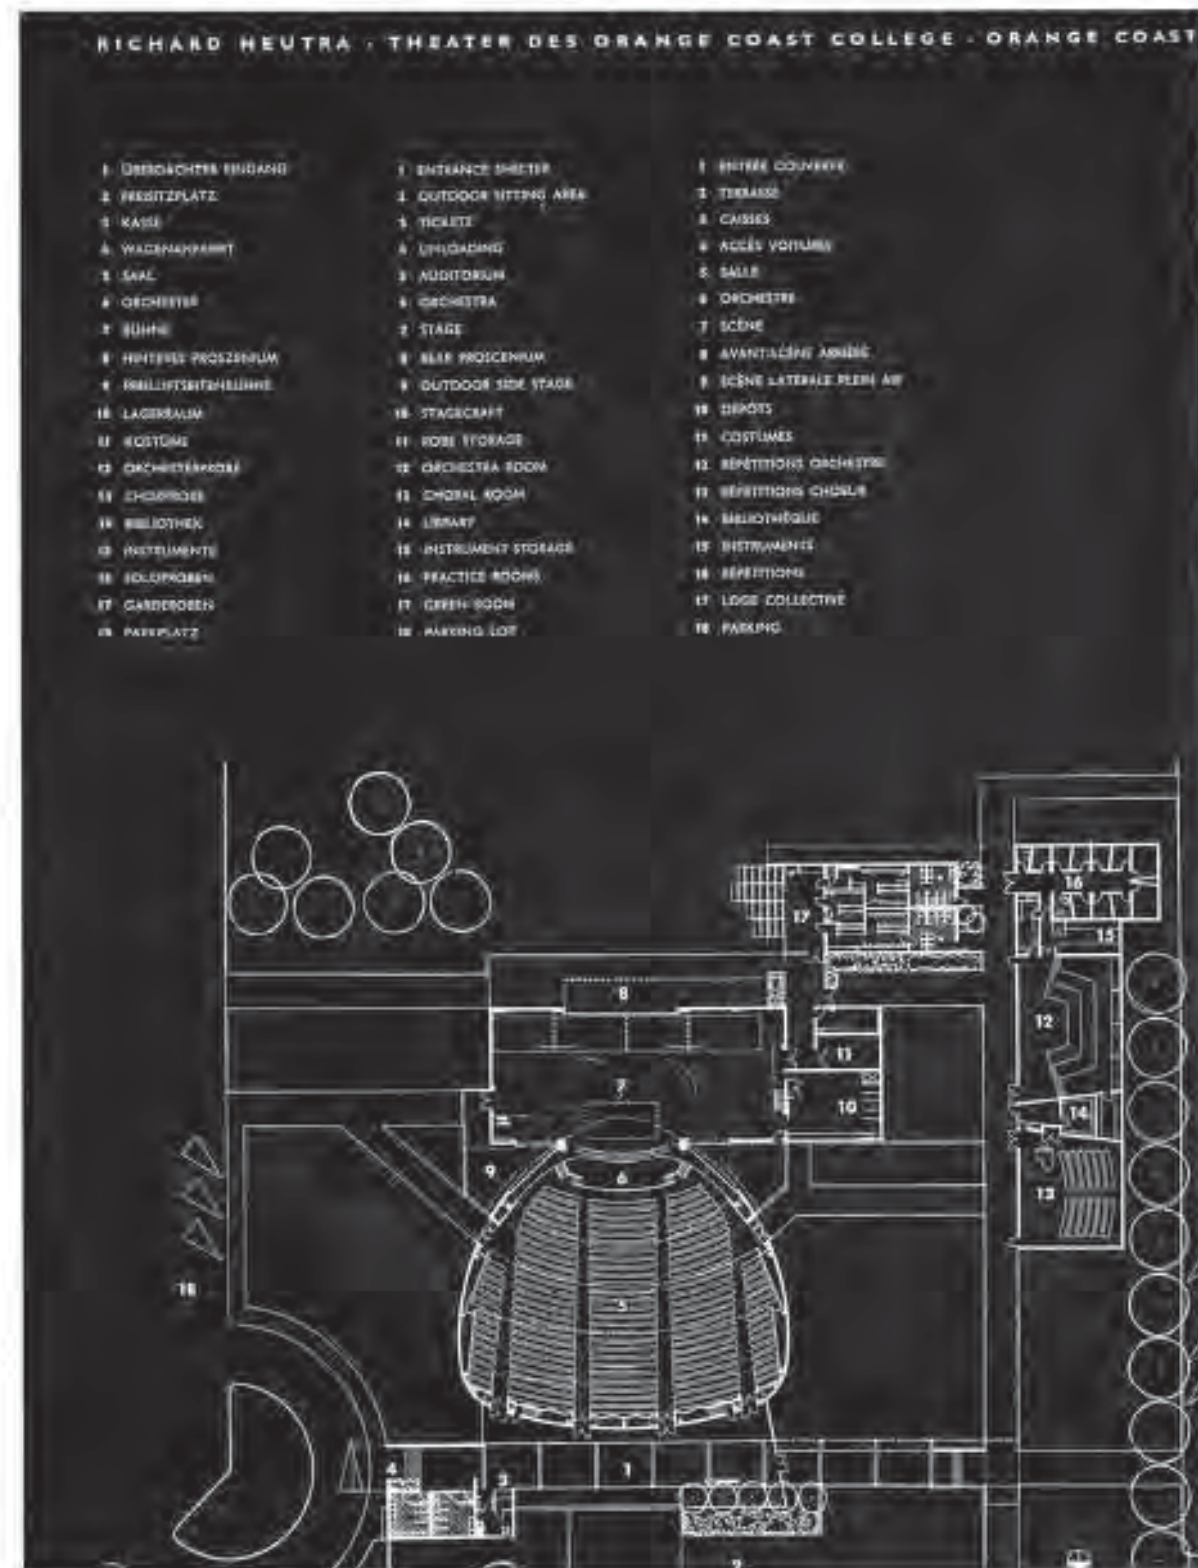 RICHARD NEUTRA · THEATER DES ORANGE COAST COLLEGE · ORANGE COAST
1 ÜBERDACHTER EINGANG
2 FREISITZPLATZ
3 KASSE
4 WAGENANFAHRT
5 SAAL
6 ORCHESTER
7 BÜHNE
8 HINTERES PROSZENIUM
9 FREILUFTSEITENBÜHNE
10 LAGERRAUM
11 KOSTÜME
12 ORCHESTERPROBE
13 CHORPROBE
14 BIBLIOTHEK
15 INSTRUMENTE
16 SOLOPROBEN
17 GARDEROBEN
18 PARKPLATZ
1 ENTRANCE SHELTER
2 OUTDOOR SITTING AREA
3 TICKETS
4 UNLOADING
5 AUDITORIUM
6 ORCHESTRA
7 STAGE
8 REAR PROSCENIUM
9 OUTDOOR SIDE STAGE
10 STAGECRAFT
11 ROBE STORAGE
12 ORCHESTRA ROOM
13 CHORAL ROOM
14 LIBRARY
15 INSTRUMENT STORAGE
16 PRACTICE ROOMS
17 GREEN ROOM
18 PARKING LOT
1 ENTRÉE COUVERTE
2 TERRASSE
3 CAISSES
4 ACCÈS VOITURES
5 SALLE
6 ORCHESTRE
7 SCÈNE
8 AVANT-SCÈNE ARRIÈRE
9 SCÈNE LATÉRALE PLEIN AIR
10 DÉPÔTS
11 COSTUMES
12 RÉPÉTITIONS ORCHESTRE
13 RÉPÉTITIONS CHŒUR
14 BIBLIOTHÈQUE
15 INSTRUMENTS
16 RÉPÉTITIONS
17 LOGE COLLECTIVE
18 PARKING
16
17
15
8
12
11
7
10
14
9
6
13
18
5
4
3
1
2